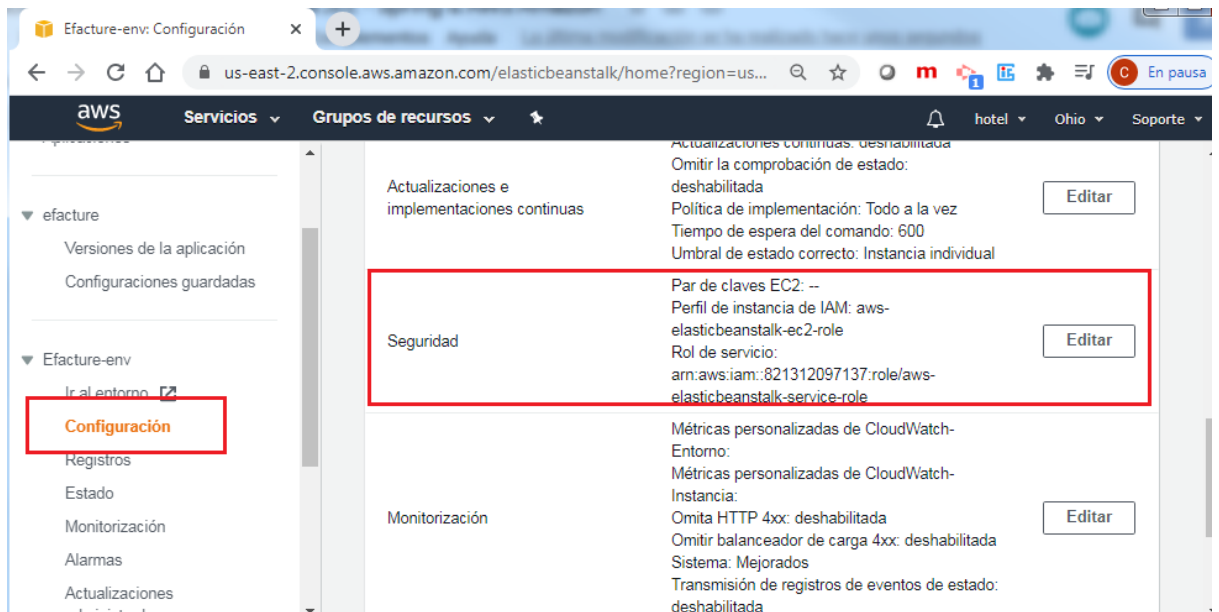 Efacture-env: Configuración
us-east-2.console.aws.amazon.com/elasticbeanstalk/home?region=us...
1
C
En pausa
aws
Servicios
Grupos de recursos
hotel
Ohio
Soporte
Aplicaciones
efacture
Versiones de la aplicación
Configuraciones guardadas
Efacture-env
Ir al entorno
Configuración
Registros
Estado
Monitorización
Alarmas
Actualizaciones
Actualizaciones e
implementaciones continuas
Actualizaciones continuas: deshabilitada
Omitir la comprobación de estado:
deshabilitada
Política de implementación: Todo a la vez
Tiempo de espera del comando: 600
Umbral de estado correcto: Instancia individual
Editar
Seguridad
Par de claves EC2: --
Perfil de instancia de IAM: aws-
elasticbeanstalk-ec2-role
Rol de servicio:
arn:aws:iam::821312097137:role/aws-
elasticbeanstalk-service-role
Editar
Monitorización
Métricas personalizadas de CloudWatch-
Entorno:
Métricas personalizadas de CloudWatch-
Instancia:
Omita HTTP 4xx: deshabilitada
Omitir balanceador de carga 4xx: deshabilitada
Sistema: Mejorados
Transmisión de registros de eventos de estado:
deshabilitada
Editar